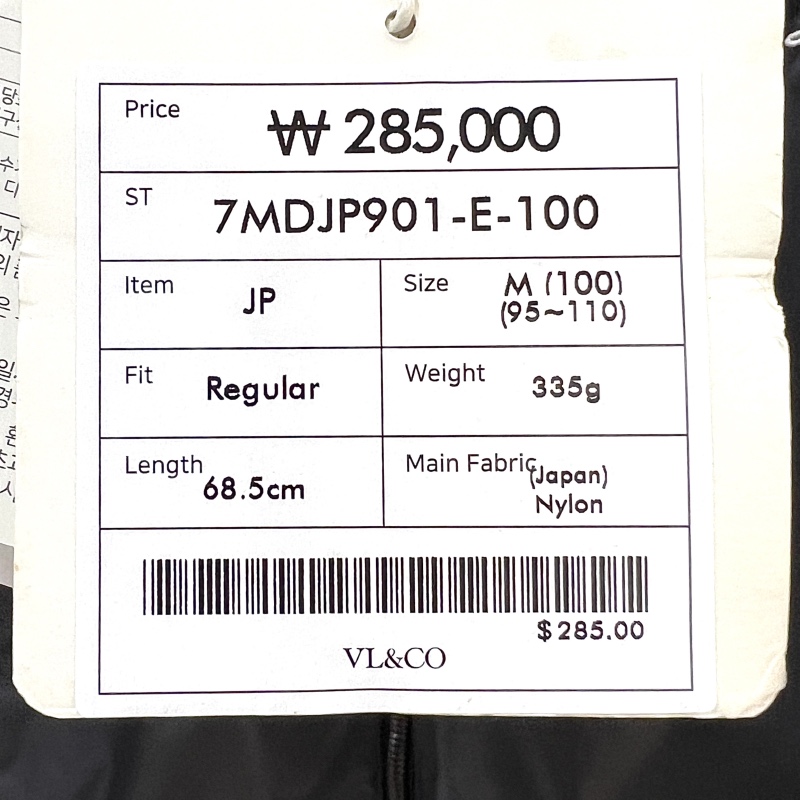 Price
₩ 285,000
ST
7MDJP901-E-100
Item
JP
Size
M (100)
(95~110)
Fit
Regular
Weight
335g
Length
68.5cm
Main Fabric
(Japan)
Nylon
$285.00
VL&CO